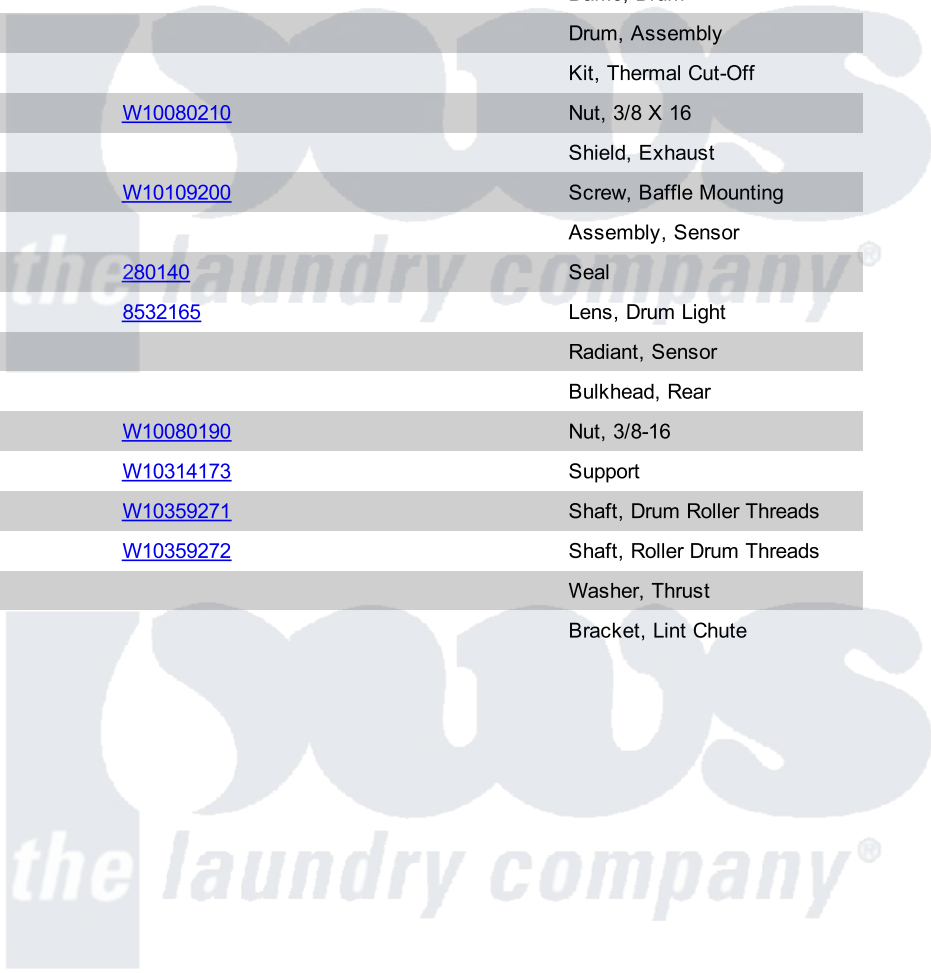 Drum, Assembly
Kit, Thermal Cut-Off
W10080210 Nut, 3/8 X 16
Shield, Exhaust
W10109200 Screw, Baffle Mounting
Assembly, Sensor
280140 Seal
8532165 Lens, Drum Light
Radiant, Sensor
Bulkhead, Rear
W10080190 Nut, 3/8-16
W10314173 Support
W10359271 Shaft, Drum Roller Threads
W10359272 Shaft, Roller Drum Threads
Washer, Thrust
Bracket, Lint Chute
pws
the laundry company®
pws
the laundry company®